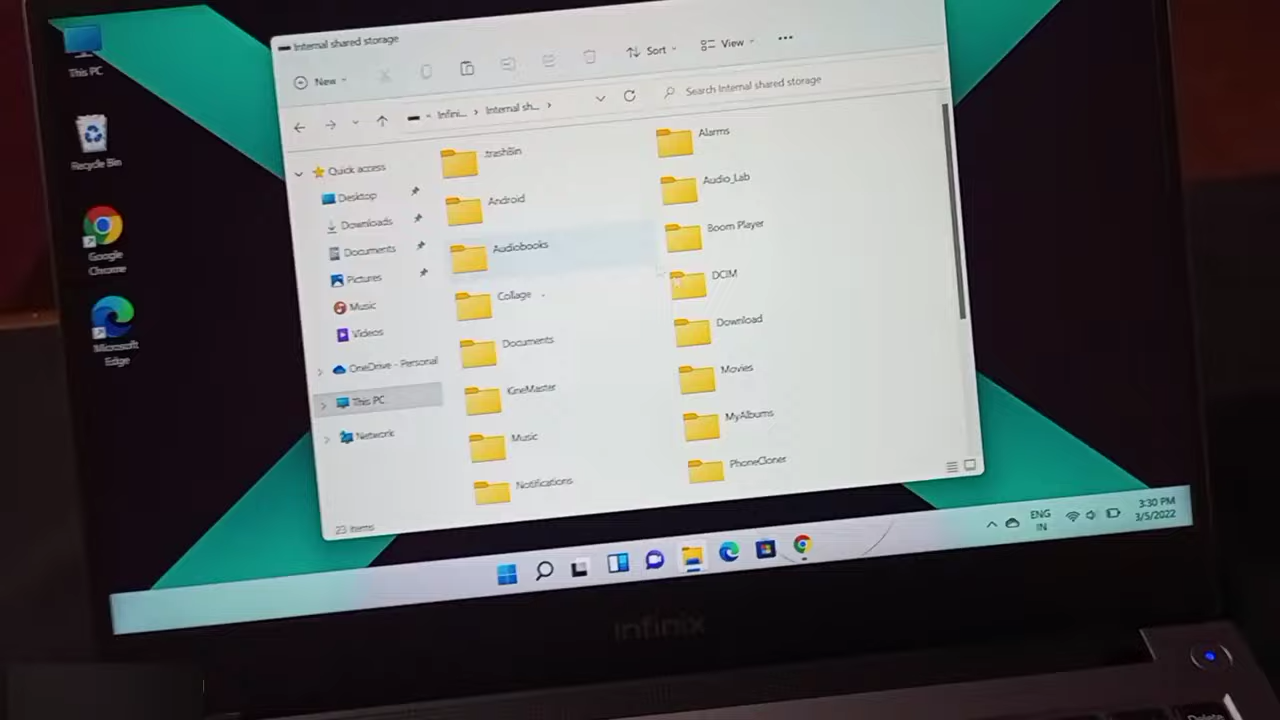 This PC
Recycle Bin
Google
Chrome
Microsoft
Edge
Internal shared storage
New
Sort
View
Infini...
Internal sh...
Search Internal shared storage
Quick access
Desktop
Downloads
Documents
Pictures
Music
Videos
OneDrive - Personal
This PC
Network
.trashBin
Alarms
Android
Audio_Lab
Audiobooks
Boom Player
Collage
DCIM
Documents
Download
KineMaster
Movies
Music
MyAlbums
Notifications
PhoneClones
23 items
ENG
IN
3:30 PM
3/5/2022
Infinix
Delete